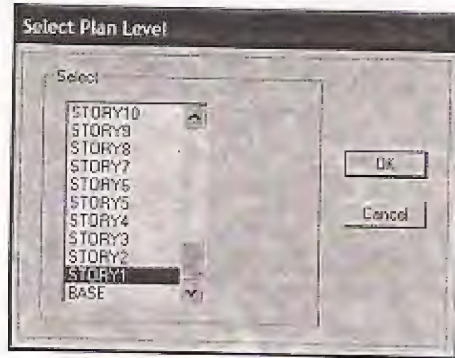 Select Plan Level
Select
STORY10
STORY9
STORY8
STORY7
STORY6
STORY5
STORY4
STORY3
STORY2
STORY1
BASE
OK
Cancel